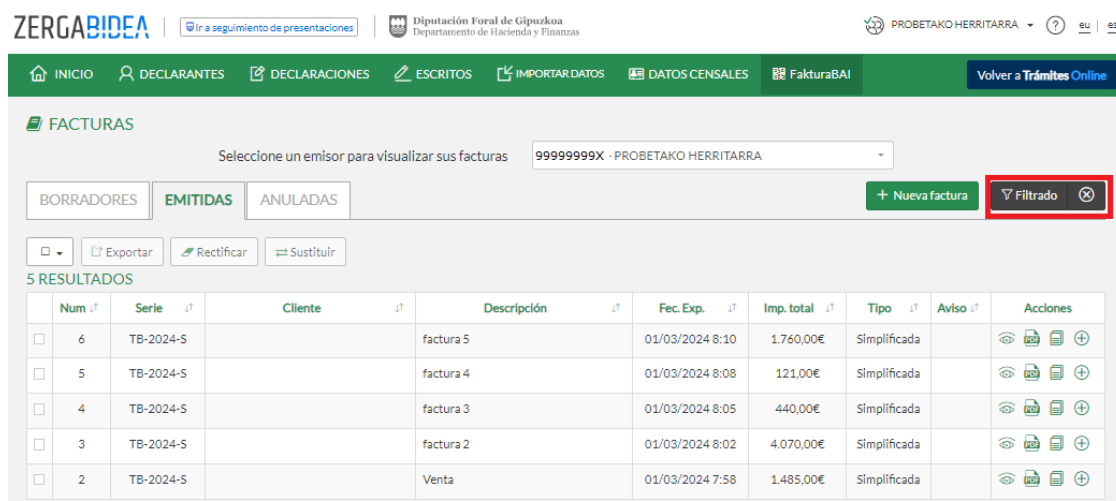 ZERGABIDEA Ir a seguimiento de presentaciones Diputación Foral de Gipuzkoa PROBETAKO HERRITARRA ? eu | es
Departamento de Hacienda y Finanzas
INICIO DECLARANTES DECLARACIONES ESCRITOS IMPORTAR DATOS DATOS CENSALES FakturaBAI Volver a Trámites Online
FACTURAS
Seleccione un emisor para visualizar sus facturas 99999999X - PROBETAKO HERRITARRA
BORRADORES EMITIDAS ANULADAS + Nueva factura Filtrado
Exportar Rectificar Sustituir
5 RESULTADOS
Num Serie Cliente Descripción Fec. Exp. Imp. total Tipo Aviso Acciones
6 TB-2024-S factura 5 01/03/2024 8:10 1.760,00€ Simplificada PDF
5 TB-2024-S factura 4 01/03/2024 8:08 121,00€ Simplificada PDF
4 TB-2024-S factura 3 01/03/2024 8:05 440,00€ Simplificada PDF
3 TB-2024-S factura 2 01/03/2024 8:02 4.070,00€ Simplificada PDF
2 TB-2024-S Venta 01/03/2024 7:58 1.485,00€ Simplificada PDF